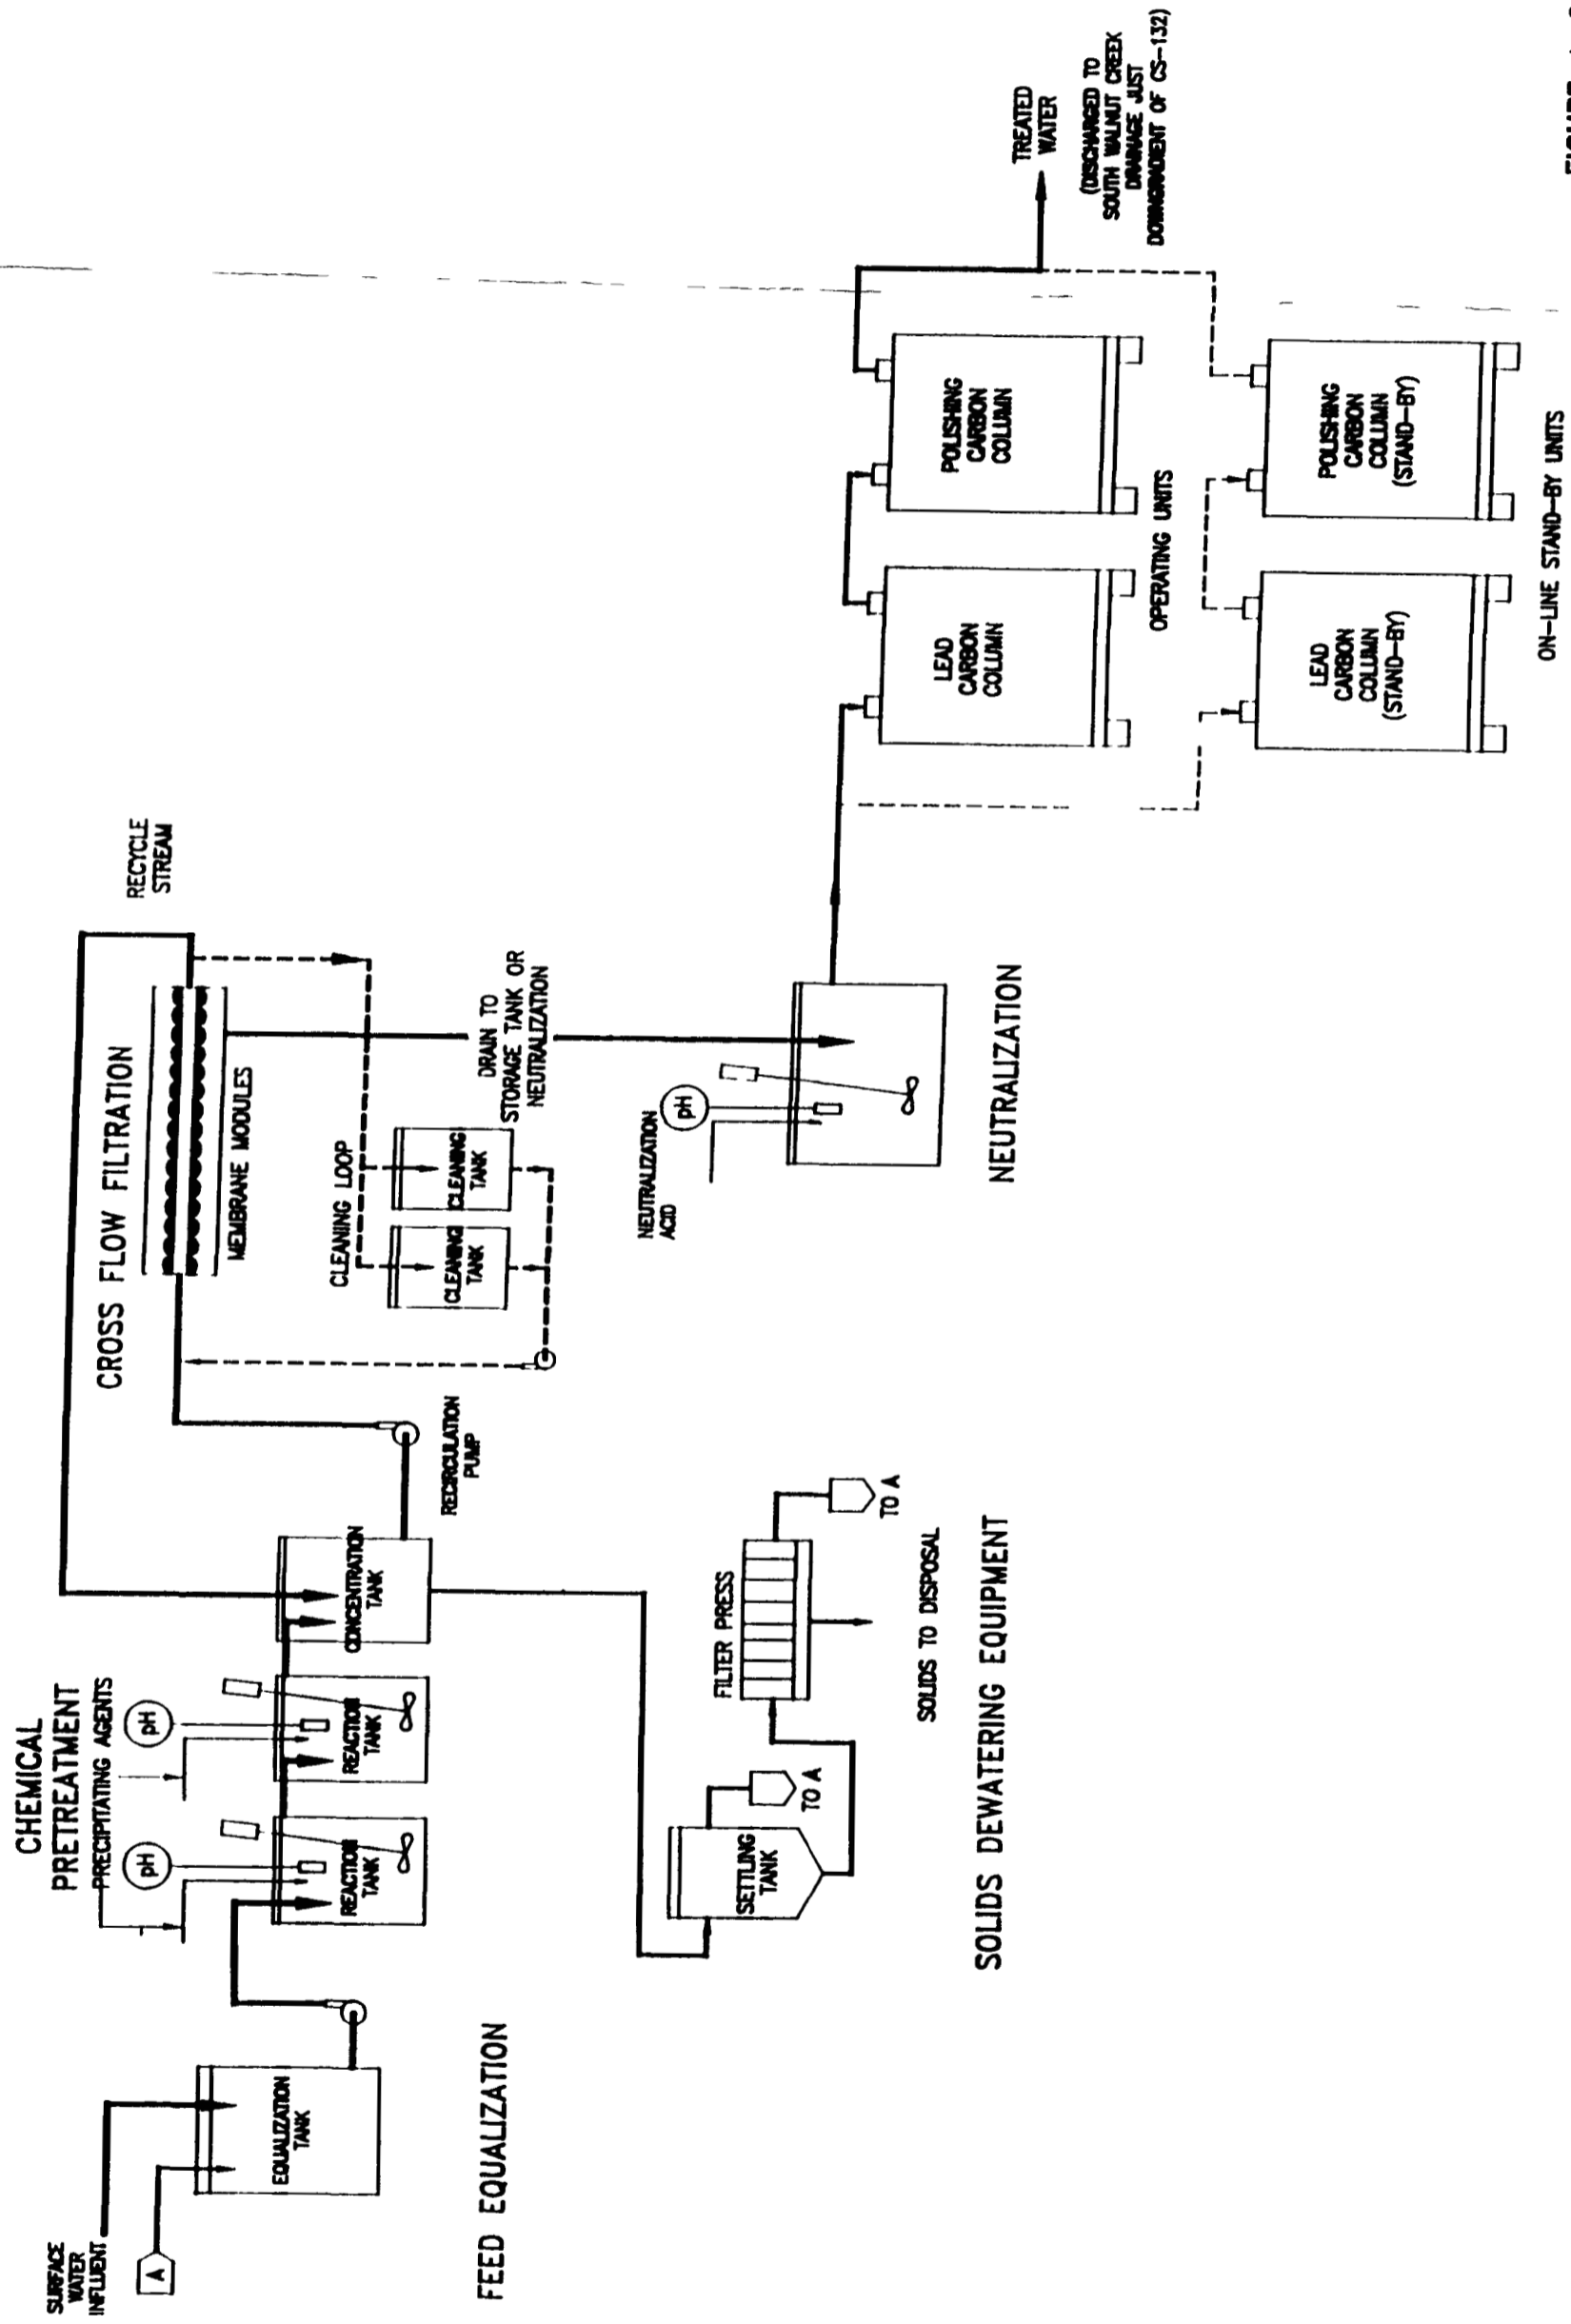 CHEMICAL
PRETREATMENT
PRECIPITATING AGENTS
pH
pH
SURFACE
WATER
INFLUENT
A
EQUALIZATION
TANK
FEED EQUALIZATION
REACTION
TANK
REACTION
TANK
CONCENTRATION
TANK
RECIRCULATION
PUMP
CROSS FLOW FILTRATION
MEMBRANE MODULES
RECYCLE
STREAM
CLEANING LOOP
CLEANING
TANK
CLEANING
TANK
DRAIN TO
STORAGE TANK OR
NEUTRALIZATION
SETTLING
TANK
TO A
FILTER PRESS
TO A
SOLIDS TO DISPOSAL
SOLIDS DEWATERING EQUIPMENT
NEUTRALIZATION
ACID
pH
NEUTRALIZATION
LEAD
CARBON
COLUMN
POLISHING
CARBON
COLUMN
OPERATING UNITS
LEAD
CARBON
COLUMN
(STAND-BY)
POLISHING
CARBON
COLUMN
(STAND-BY)
ON-LINE STAND-BY UNITS
TREATED
WATER
(DISCHARGED TO
SOUTH WALNUT CREEK
DRAINAGE JUST
DOWNGRADIENT OF CS-132)